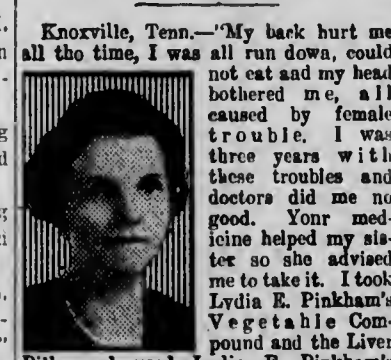 Knoxville, Tenn.—"My back hurt me
all the time, I was all run down, could
not eat and my head
bothered me, all
caused by female
trouble. I was
three years with
these troubles and
doctors did me no
good. Your med-
icine helped my sis-
ter so she advised
me to take it. I took
Lydia E. Pinkham's
Vegetable Com-
pound and the Liver